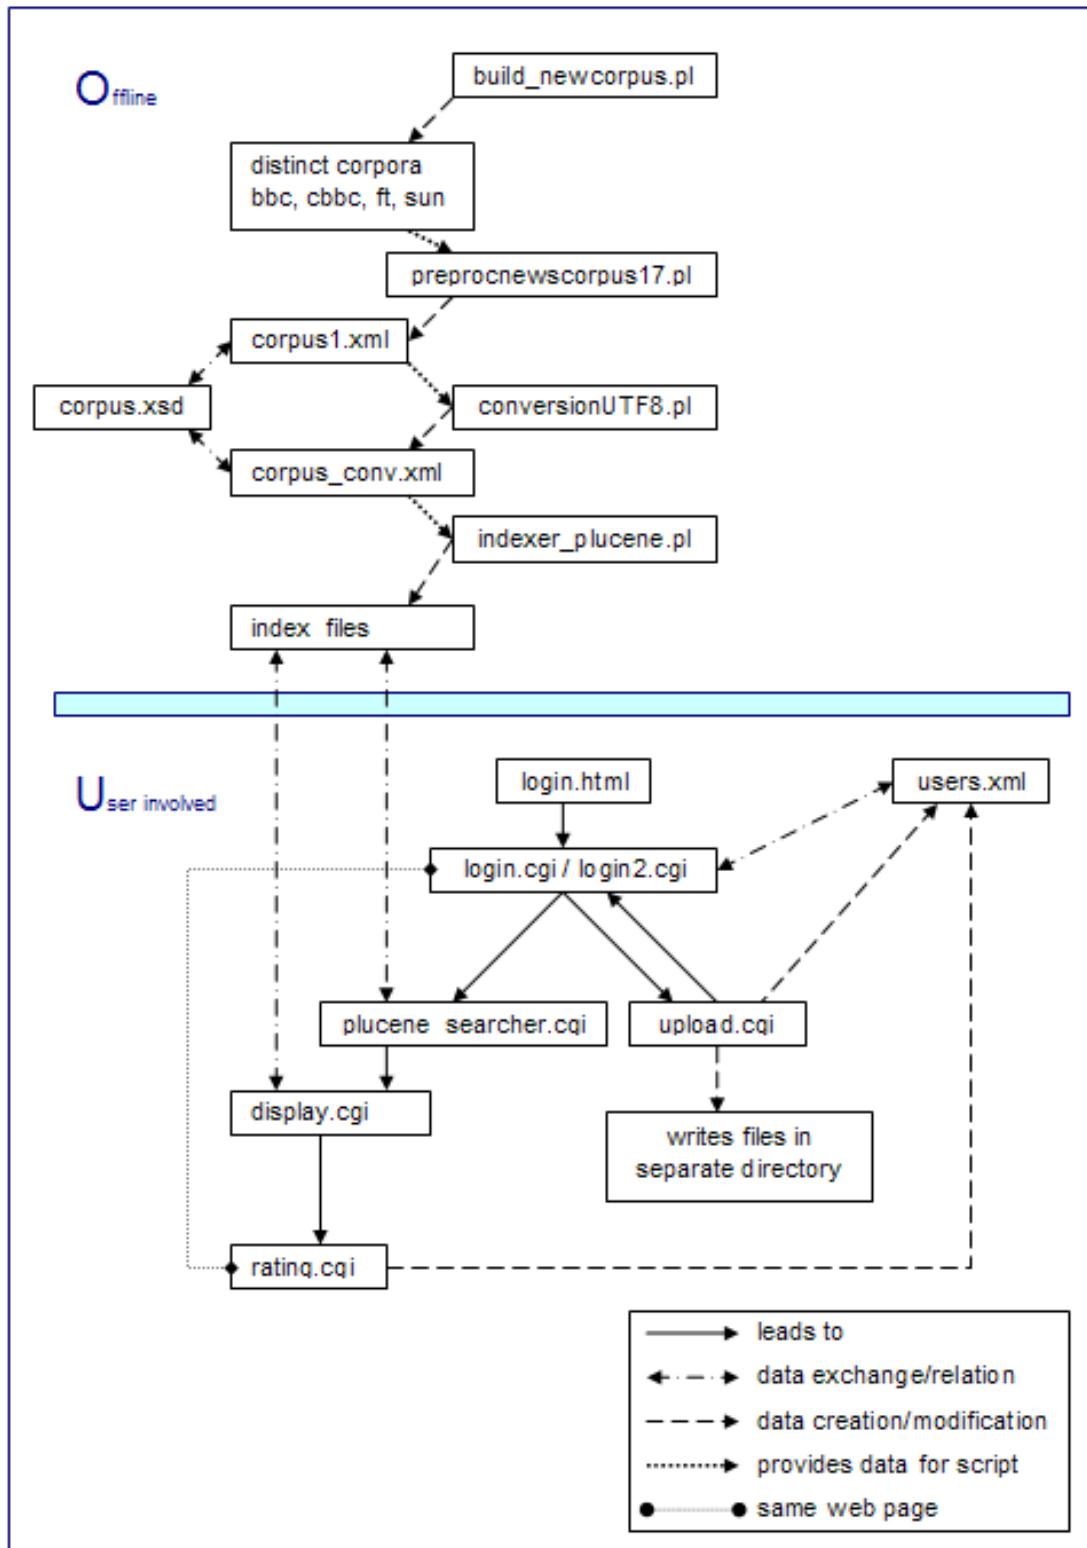 Offline
build_newcorpus.pl
distinct corpora
bbc, cbbc, ft, sun
preprocnewscorpus17.pl
corpus1.xml
corpus.xsd
conversionUTF8.pl
corpus_conv.xml
indexer_plucene.pl
index files
User involved
login.html
users.xml
login.cgi / login2.cgi
plucene searcher.cgi
upload.cgi
display.cgi
writes files in
separate directory
rating.cgi
leads to
data exchange/relation
data creation/modification
provides data for script
same web page